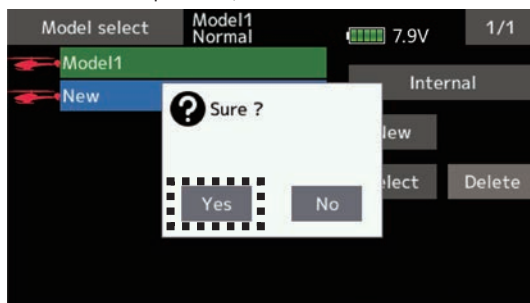 Model select
Model1
Normal
7.9V
1/1
Model1
New
Internal
Sure ?
Yes
No
Delete